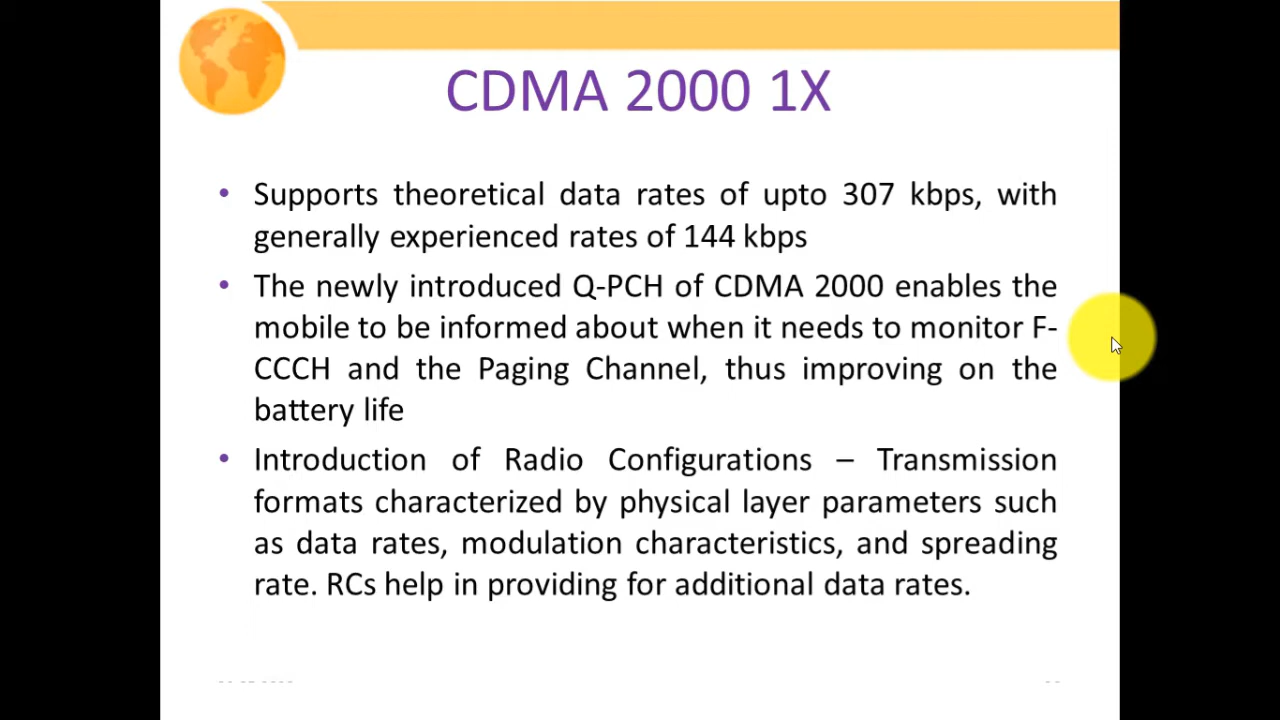 CDMA 2000 1X
• Supports theoretical data rates of upto 307 kbps, with
generally experienced rates of 144 kbps
• The newly introduced Q-PCH of CDMA 2000 enables the
mobile to be informed about when it needs to monitor F-
CCCH and the Paging Channel, thus improving on the
battery life
• Introduction of Radio Configurations – Transmission
formats characterized by physical layer parameters such
as data rates, modulation characteristics, and spreading
rate. RCs help in providing for additional data rates.